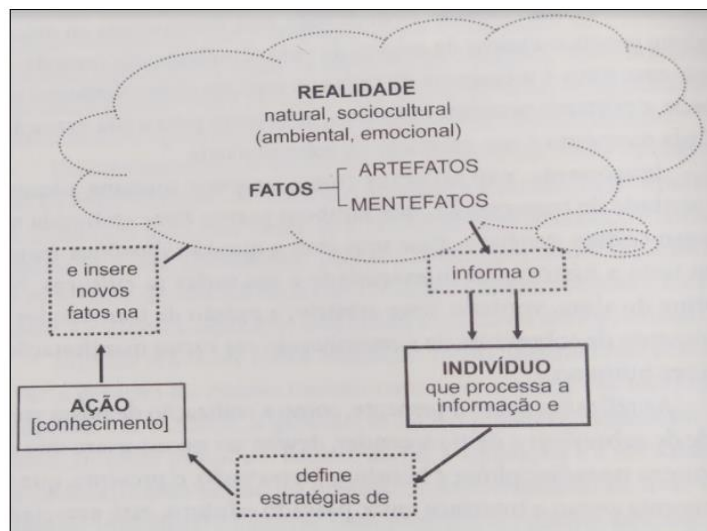 REALIDADE
natural, sociocultural
(ambiental, emocional)
FATOS
ARTEFATOS
MENTEFATOS
informa o
INDIVÍDUO
que processa a
informação e
define
estratégias de
AÇÃO
[conhecimento]
e insere
novos
fatos na